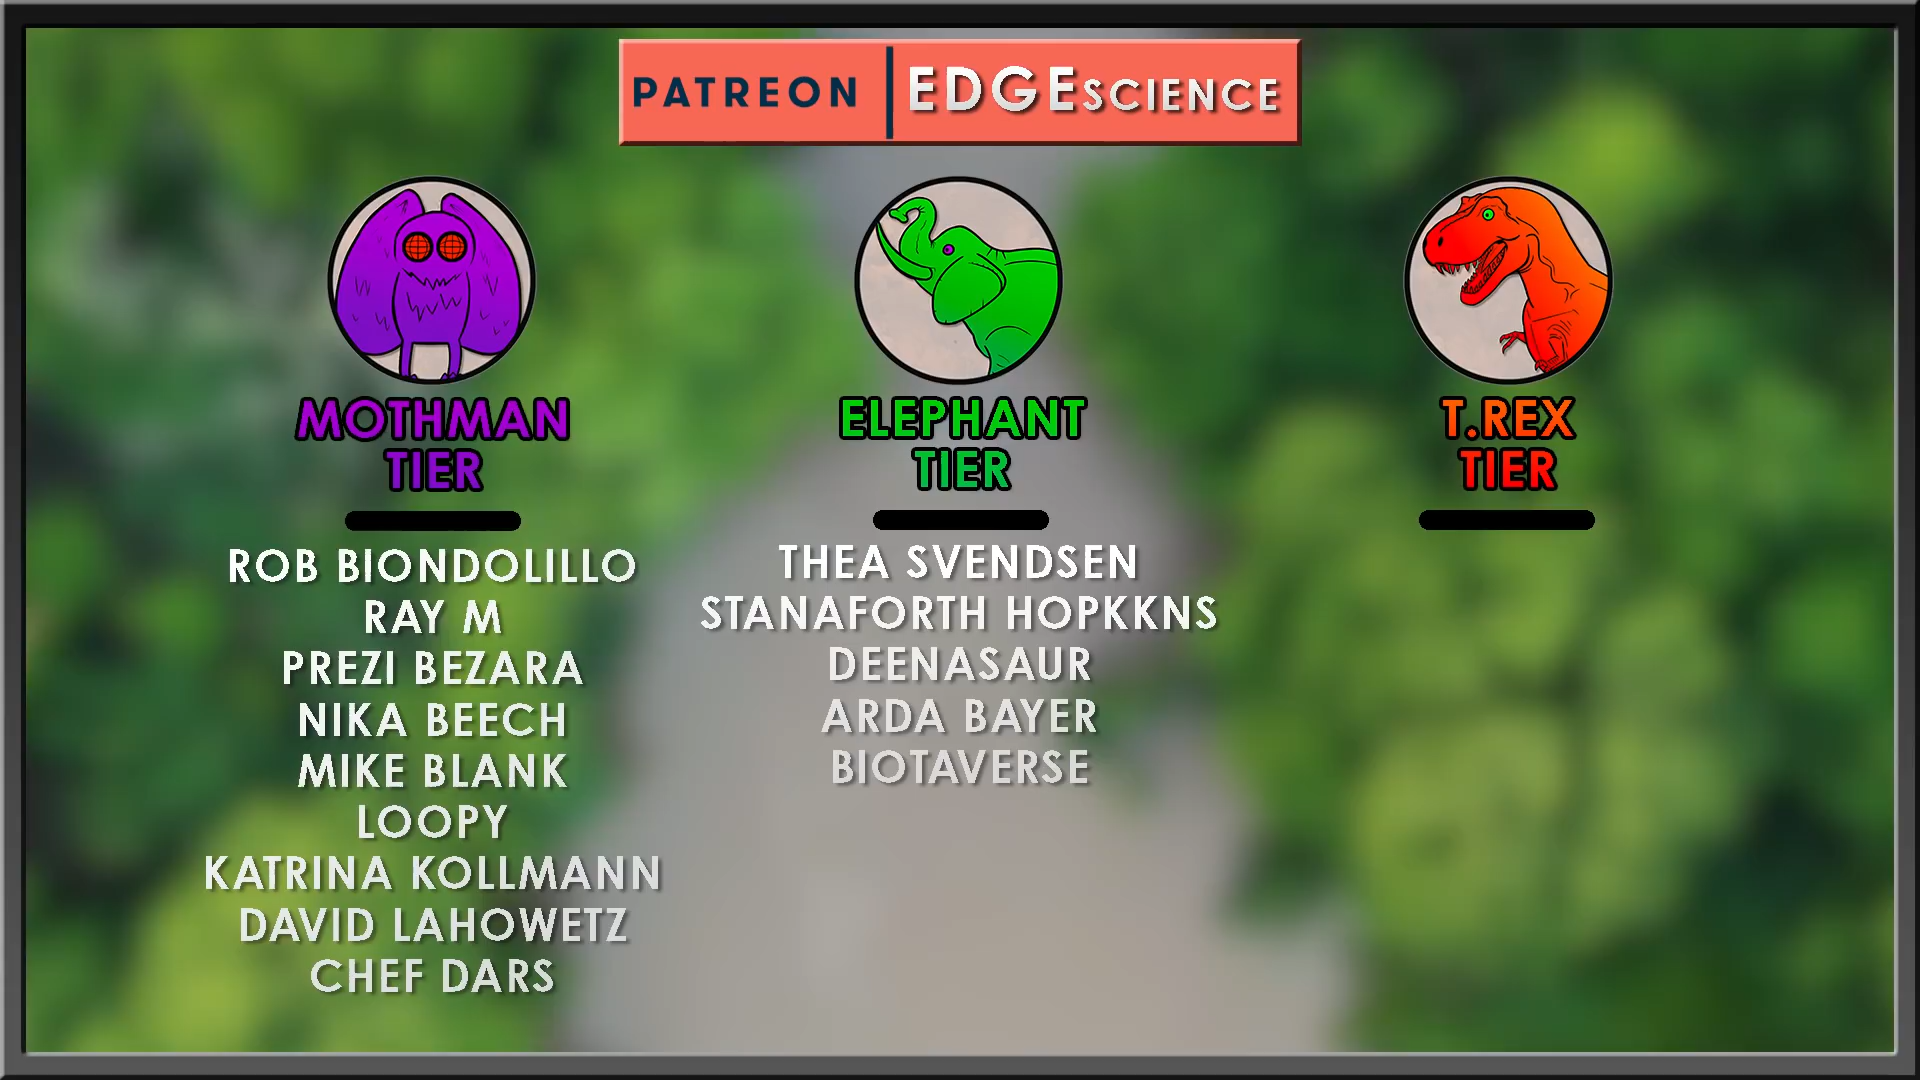 PATREON EDGESCIENCE
MOTHMAN
TIER
ROB BIONDOLILLO
RAY M
PREZI BEZARA
NIKA BEECH
MIKE BLANK
LOOPY
KATRINA KOLLMANN
DAVID LAHOWETZ
CHEF DARS
ELEPHANT
TIER
THEA SVENDSEN
STANAFORTH HOPKKNS
DEENASAUR
ARDA BAYER
BIOTAVERSE
T.REX
TIER